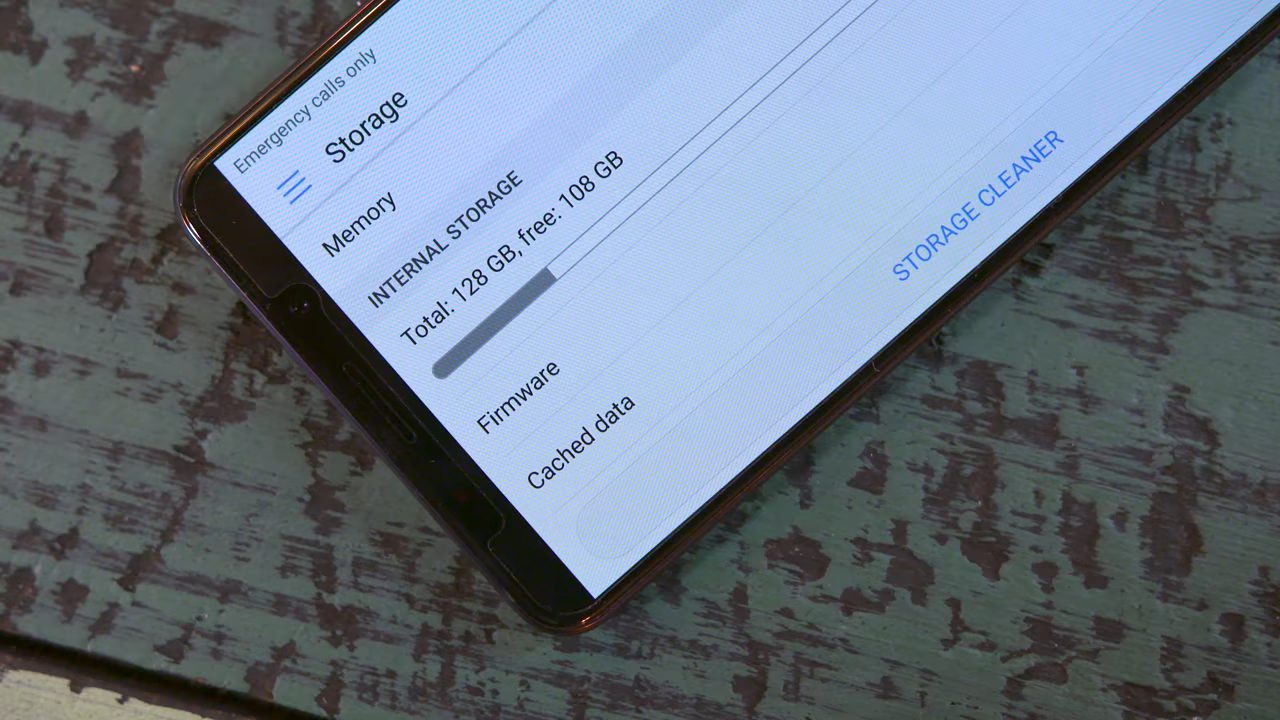 Emergency calls only
Storage
Memory
INTERNAL STORAGE
Total: 128 GB, free: 108 GB
Firmware
Cached data
STORAGE CLEANER